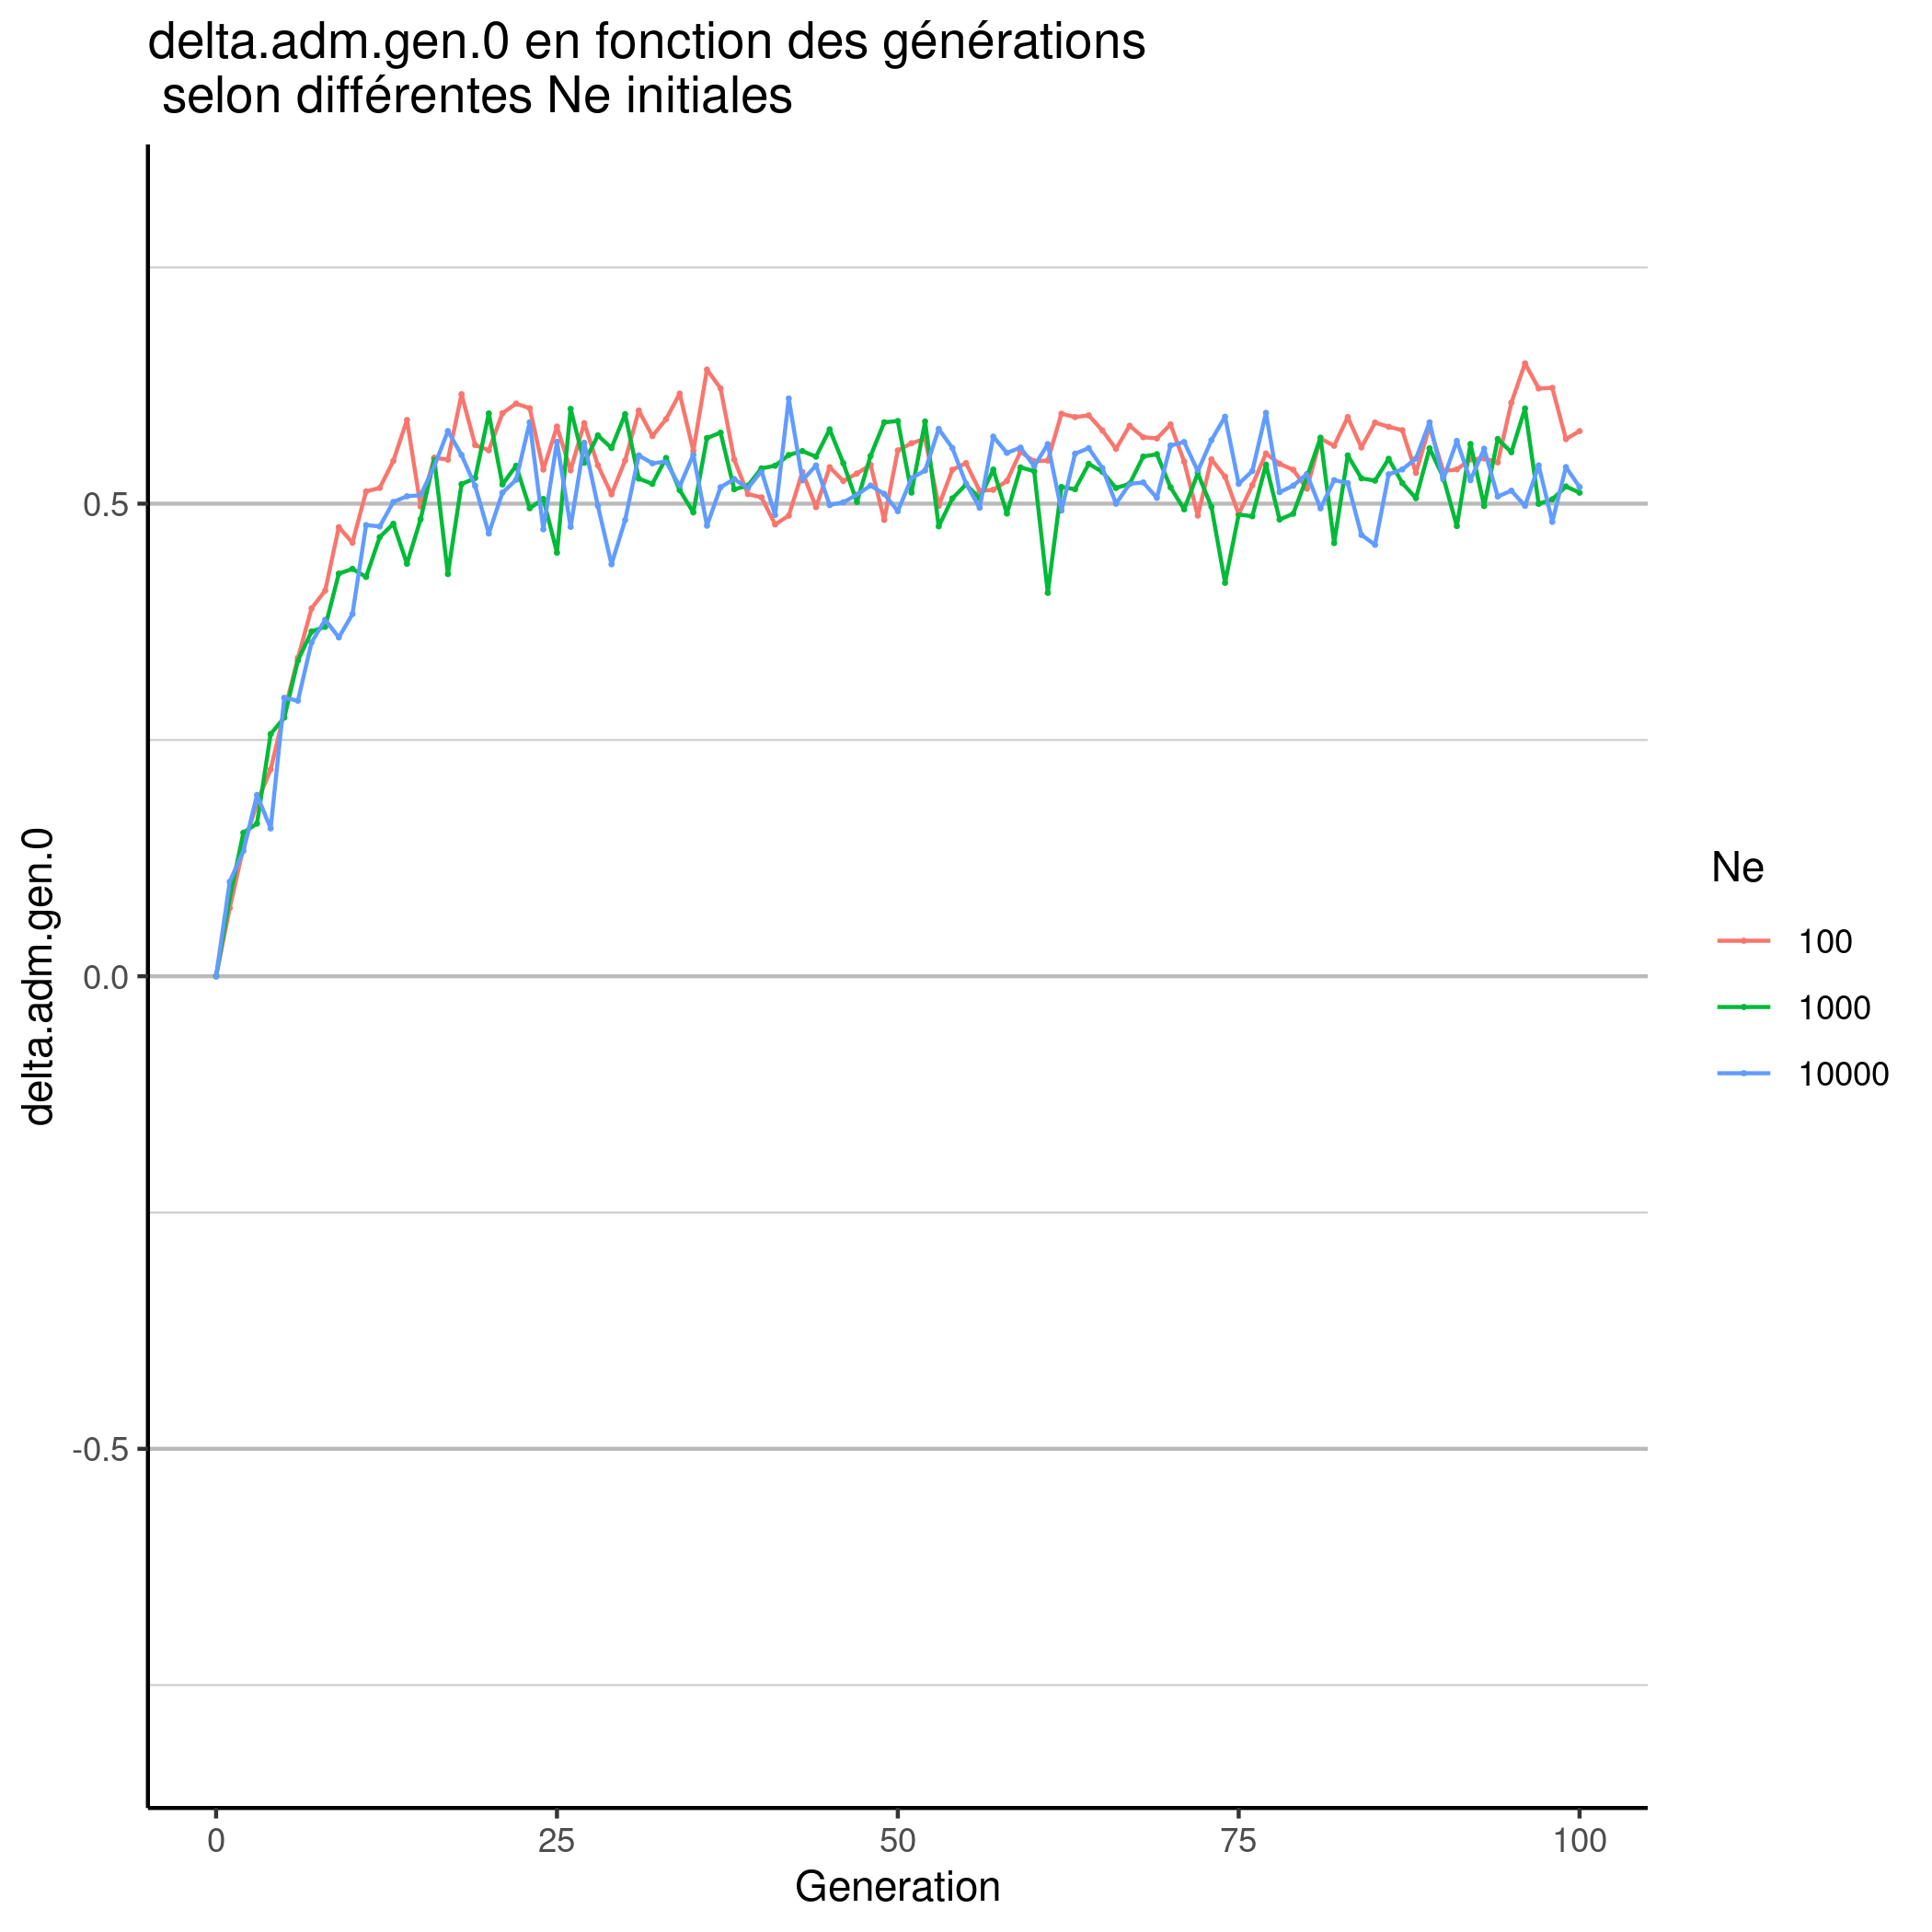 delta.adm.gen.0 en fonction des générations
selon différentes Ne initiales
delta.adm.gen.0
0.5
0.0
-0.5
0
25
50
75
100
Generation
Ne
100
1000
10000